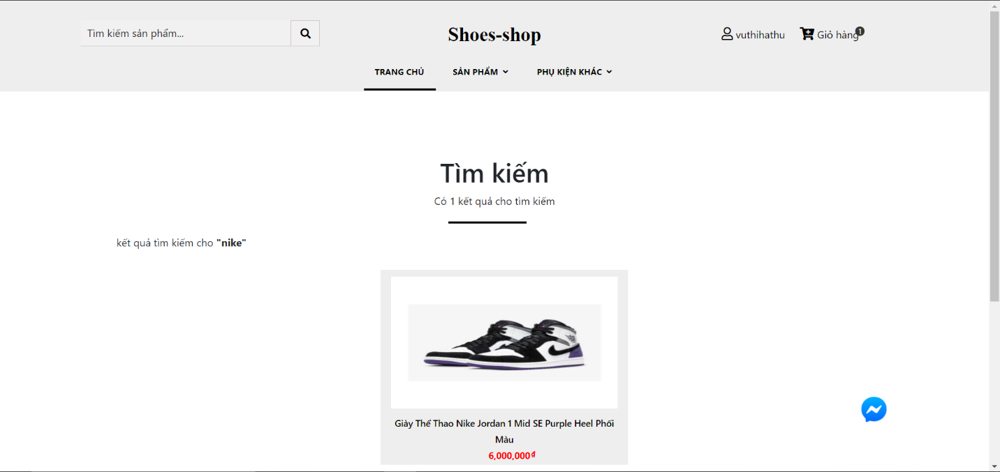 Tìm kiếm sản phẩm...
Shoes-shop
vuthihathu
Giỏ hàng
1
TRANG CHỦ
SẢN PHẨM
PHỤ KIỆN KHÁC
Tìm kiếm
Có 1 kết quả cho tìm kiếm
kết quả tìm kiếm cho "nike"
Giày Thể Thao Nike Jordan 1 Mid SE Purple Heel Phối
Màu
6,000,000₫